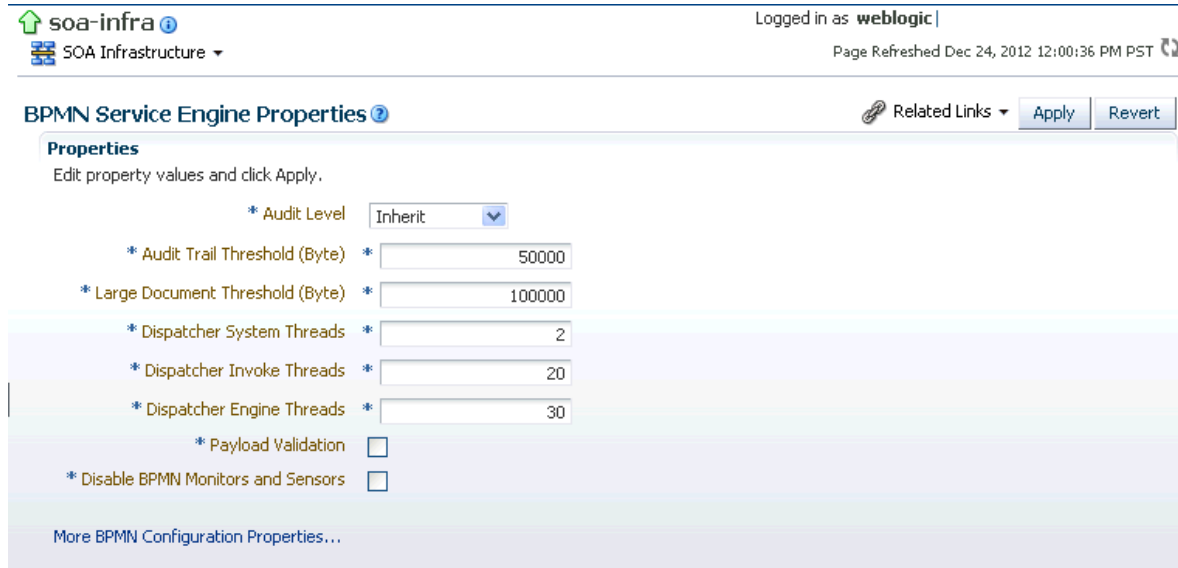 soa-infra
Logged in as weblogic|
SOA Infrastructure
Page Refreshed Dec 24, 2012 12:00:36 PM PST
BPMN Service Engine Properties
Related Links
Apply
Revert
Properties
Edit property values and click Apply.
* Audit Level Inherit
* Audit Trail Threshold (Byte) * 50000
* Large Document Threshold (Byte) * 100000
* Dispatcher System Threads * 2
* Dispatcher Invoke Threads * 20
* Dispatcher Engine Threads * 30
* Payload Validation
* Disable BPMN Monitors and Sensors
More BPMN Configuration Properties...